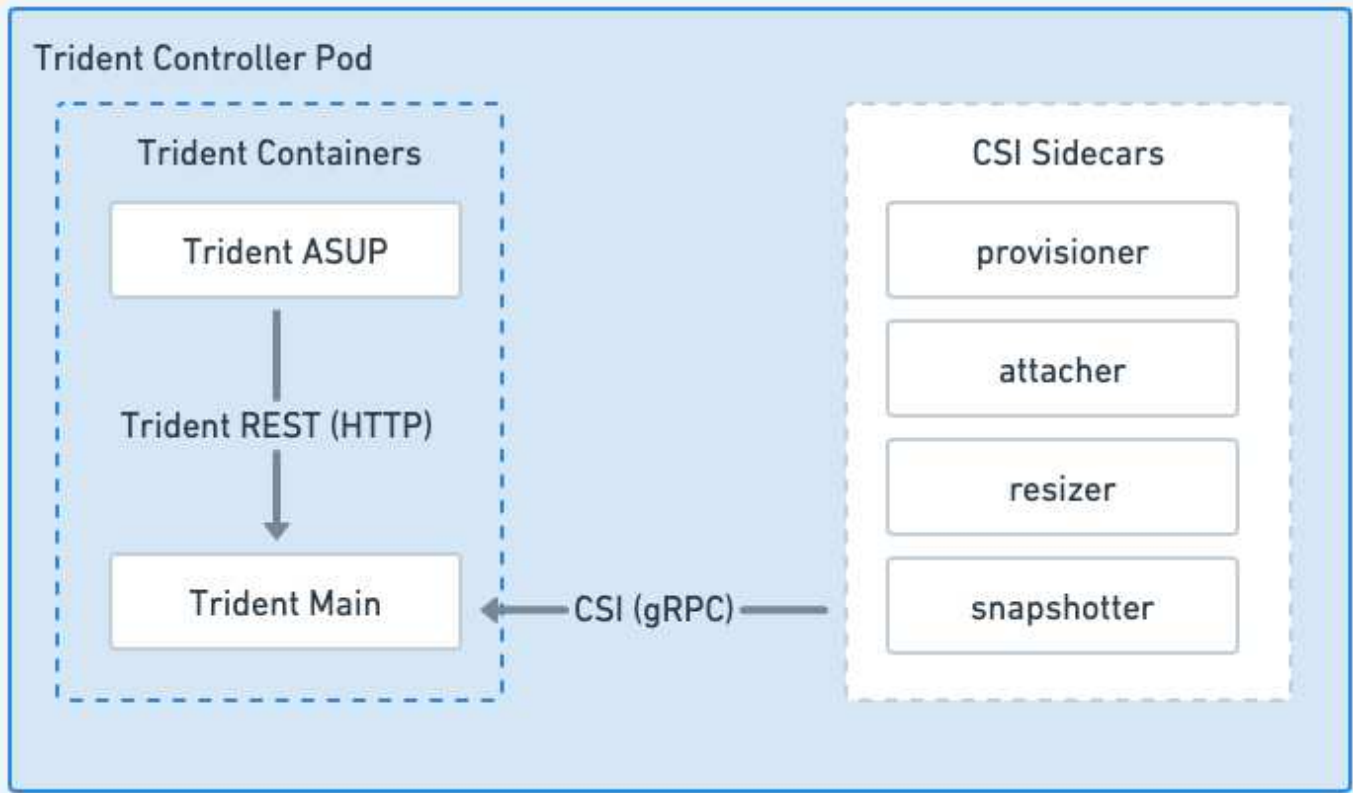 Trident Controller Pod
Trident Containers
Trident ASUP
Trident REST (HTTP)
Trident Main
CSI (gRPC)
CSI Sidecars
provisioner
attacher
resizer
snapshotter